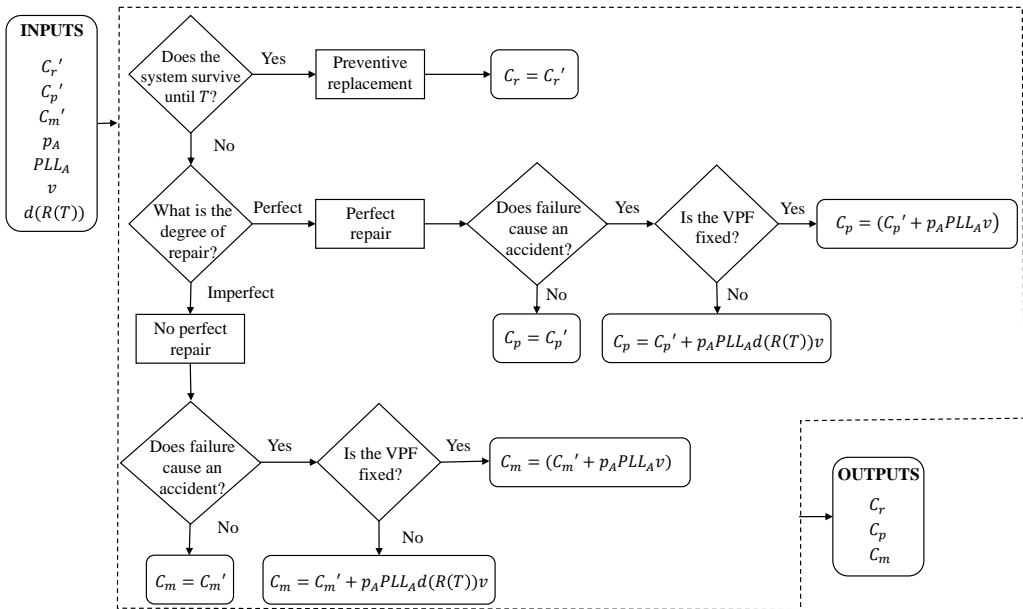 INPUTS
C_r'
C_p'
C_m'
p_A
PLL_A
v
d(R(T))
Does the
system survive
until T?
Yes
Preventive
replacement
C_r = C_r'
No
What is the
degree of
repair?
Perfect
Perfect
repair
Does failure
cause an
accident?
Yes
Is the VPF
fixed?
Yes
C_p = (C_p' + p_A PLL_A v)
No
C_p = C_p'
No
C_p = C_p' + p_A PLL_A d(R(T))v
Imperfect
No perfect
repair
Does failure
cause an
accident?
Yes
Is the VPF
fixed?
Yes
C_m = (C_m' + p_A PLL_A v)
No
C_m = C_m'
No
C_m = C_m' + p_A PLL_A d(R(T))v
OUTPUTS
C_r
C_p
C_m